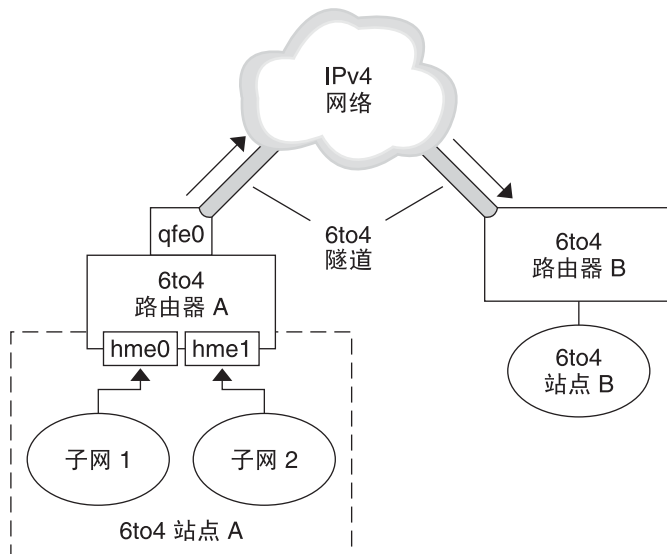 IPv4
网络
qfe0
6to4
隧道
6to4
路由器 A
6to4
路由器 B
hme0
hme1
6to4
站点 B
子网 1
子网 2
6to4 站点 A